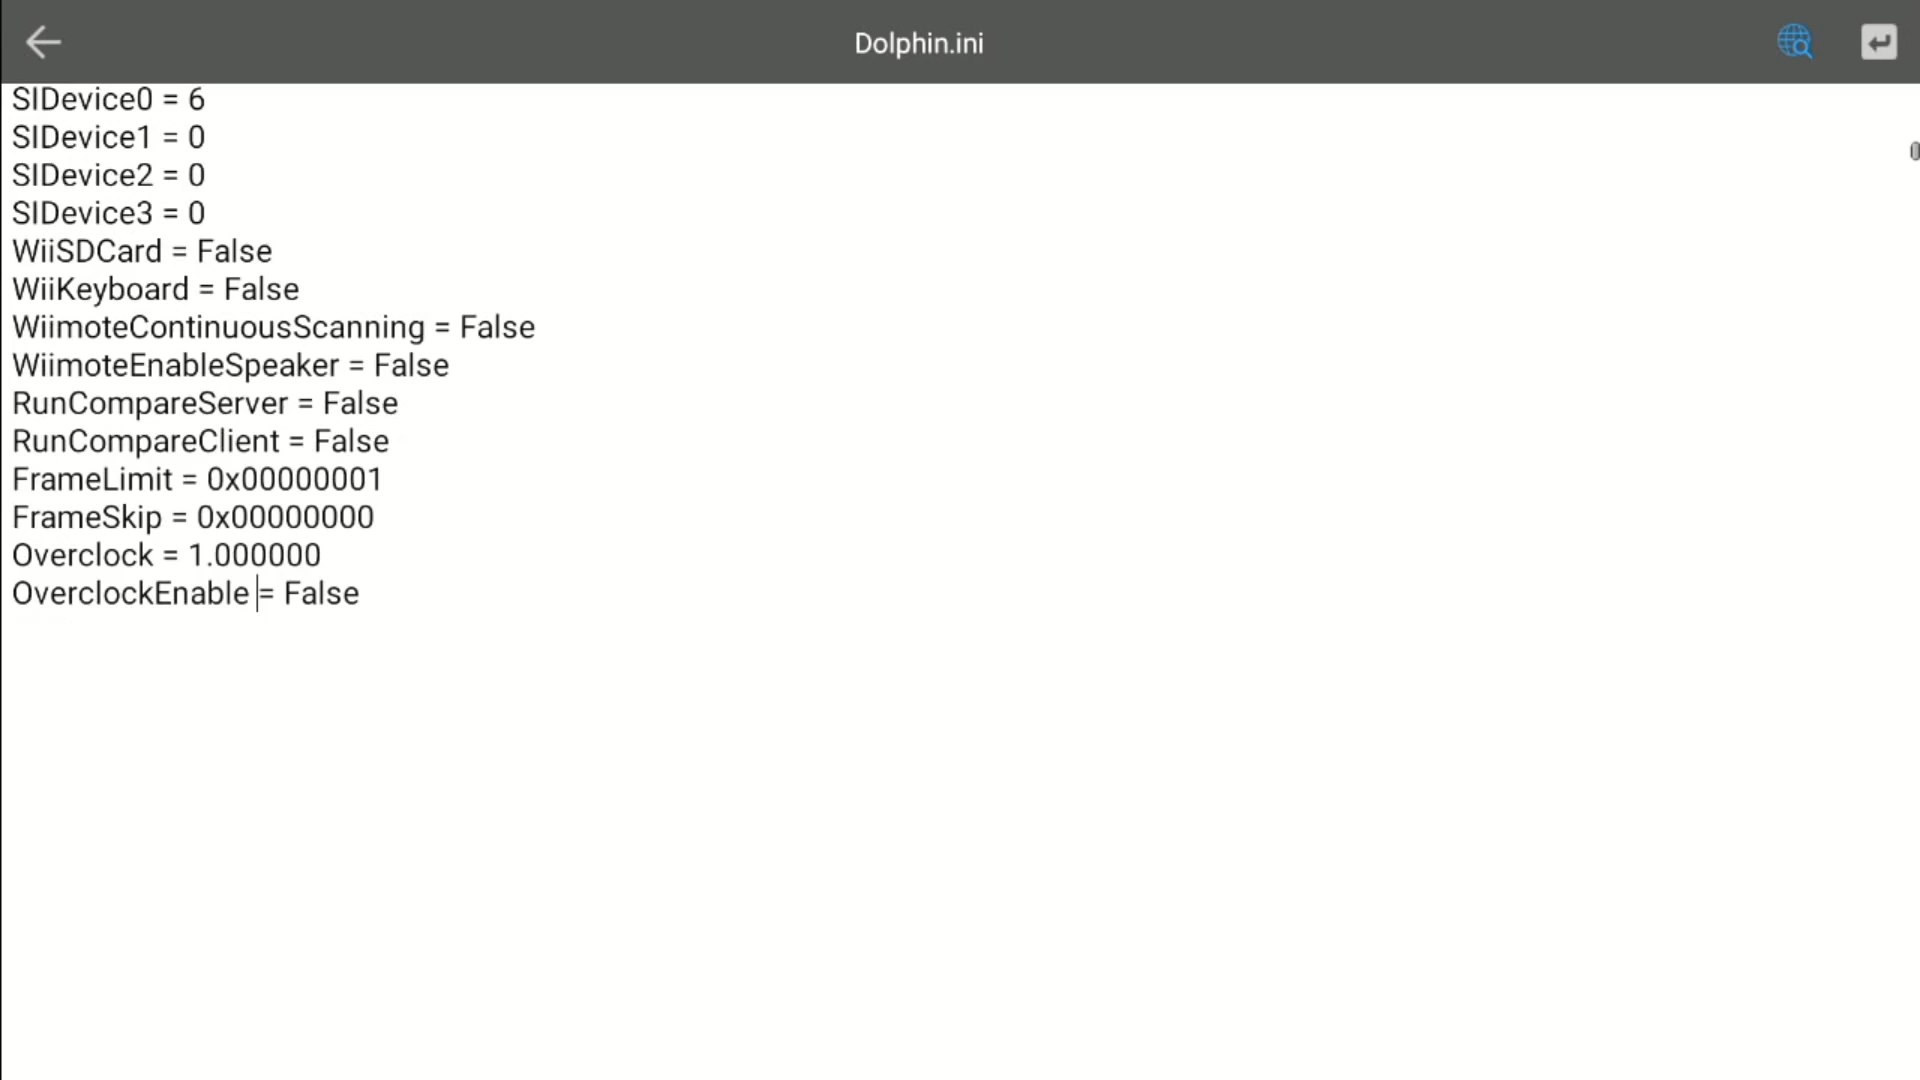 Dolphin.ini
SIDevice0 = 6
SIDevice1 = 0
SIDevice2 = 0
SIDevice3 = 0
WiiSDCard = False
WiiKeyboard = False
WiimoteContinuousScanning = False
WiimoteEnableSpeaker = False
RunCompareServer = False
RunCompareClient = False
FrameLimit = 0x00000001
FrameSkip = 0x00000000
Overclock = 1.000000
OverclockEnable = False